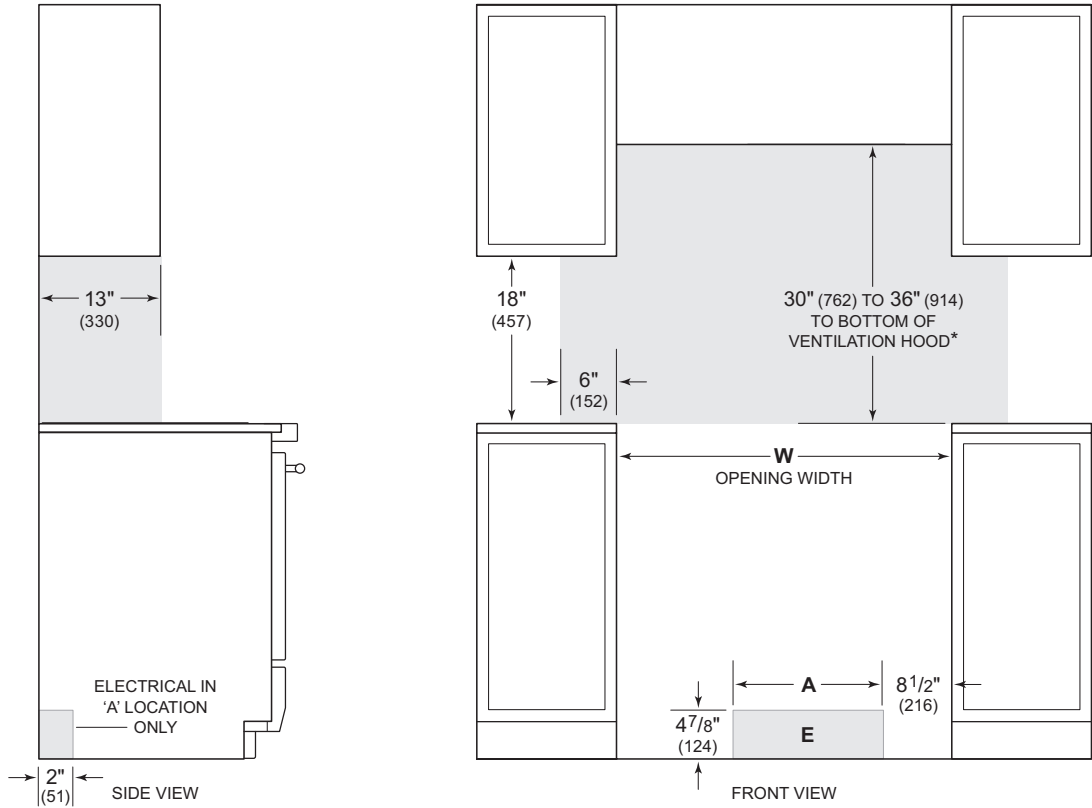 13"
(330)
ELECTRICAL IN
‘A’ LOCATION
ONLY
2"
(51)
SIDE VIEW
18"
(457)
30" (762) TO 36" (914)
TO BOTTOM OF
VENTILATION HOOD*
6"
(152)
W
OPENING WIDTH
A
8 1/2"
(216)
4 7/8"
(124)
E
FRONT VIEW